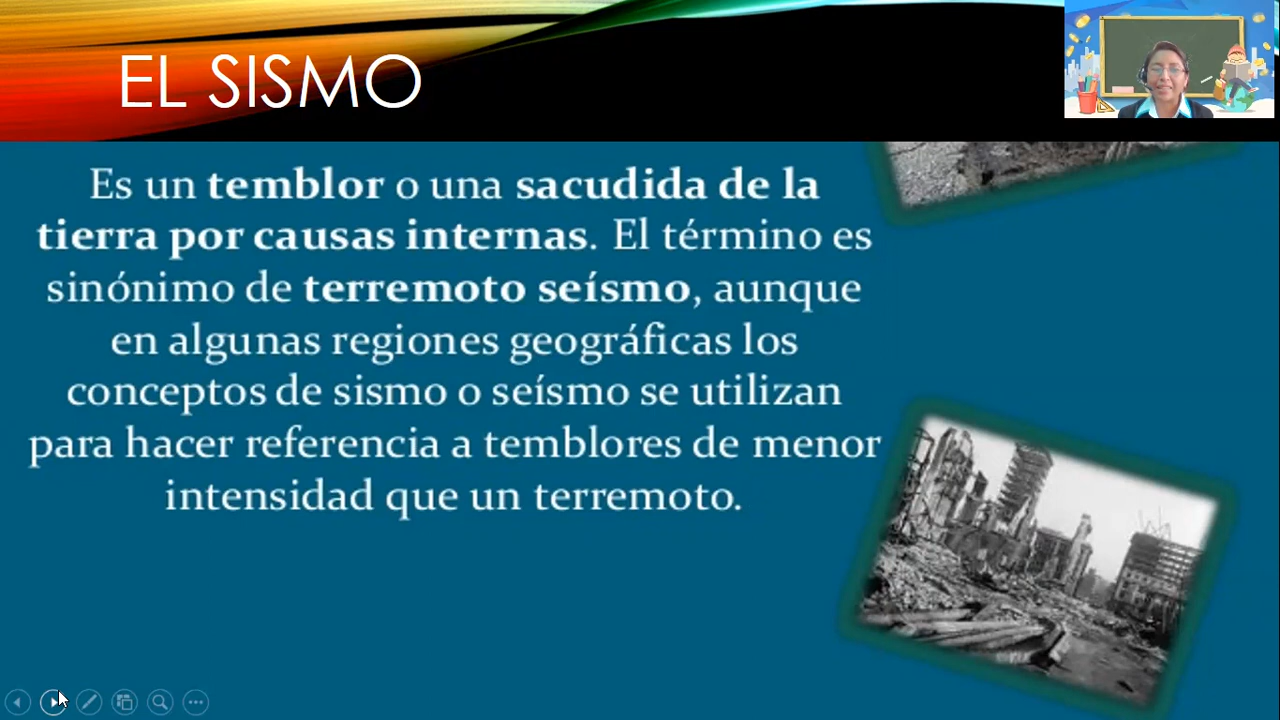 EL SISMO
Es un temblor o una sacudida de la
tierra por causas internas. El término es
sinónimo de terremoto seísmo, aunque
en algunas regiones geográficas los
conceptos de sismo o seísmo se utilizan
para hacer referencia a temblores de menor
intensidad que un terremoto.